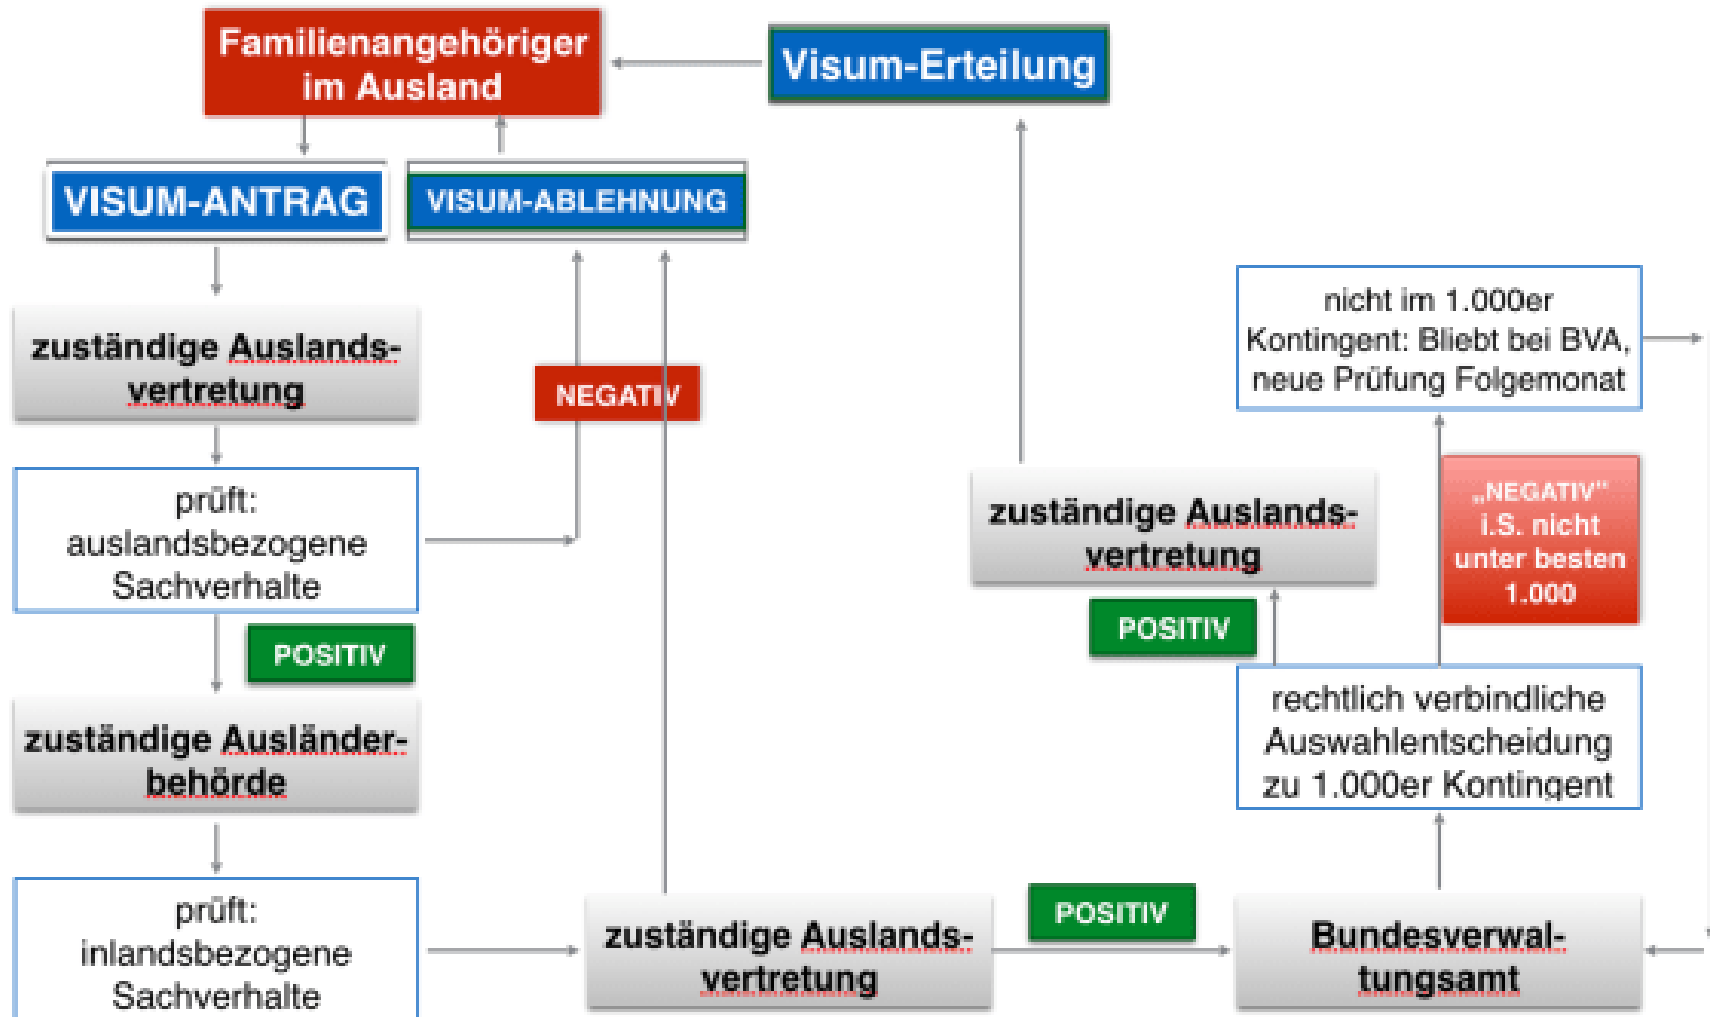 Familienangehöriger
im Ausland
Visum-Erteilung
VISUM-ANTRAG
VISUM-ABLEHNUNG
zuständige Auslands-
vertretung
NEGATIV
nicht im 1.000er
Kontingent: Bliebt bei BVA,
neue Prüfung Folgemonat
prüft:
auslandsbezogene
Sachverhalte
zuständige Auslands-
vertretung
„NEGATIV“
i.S. nicht
unter besten
1.000
POSITIV
POSITIV
zuständige Ausländer-
behörde
rechtlich verbindliche
Auswahlentscheidung
zu 1.000er Kontingent
prüft:
inlandsbezogene
Sachverhalte
zuständige Auslands-
vertretung
POSITIV
Bundesverwal-
tungsamt